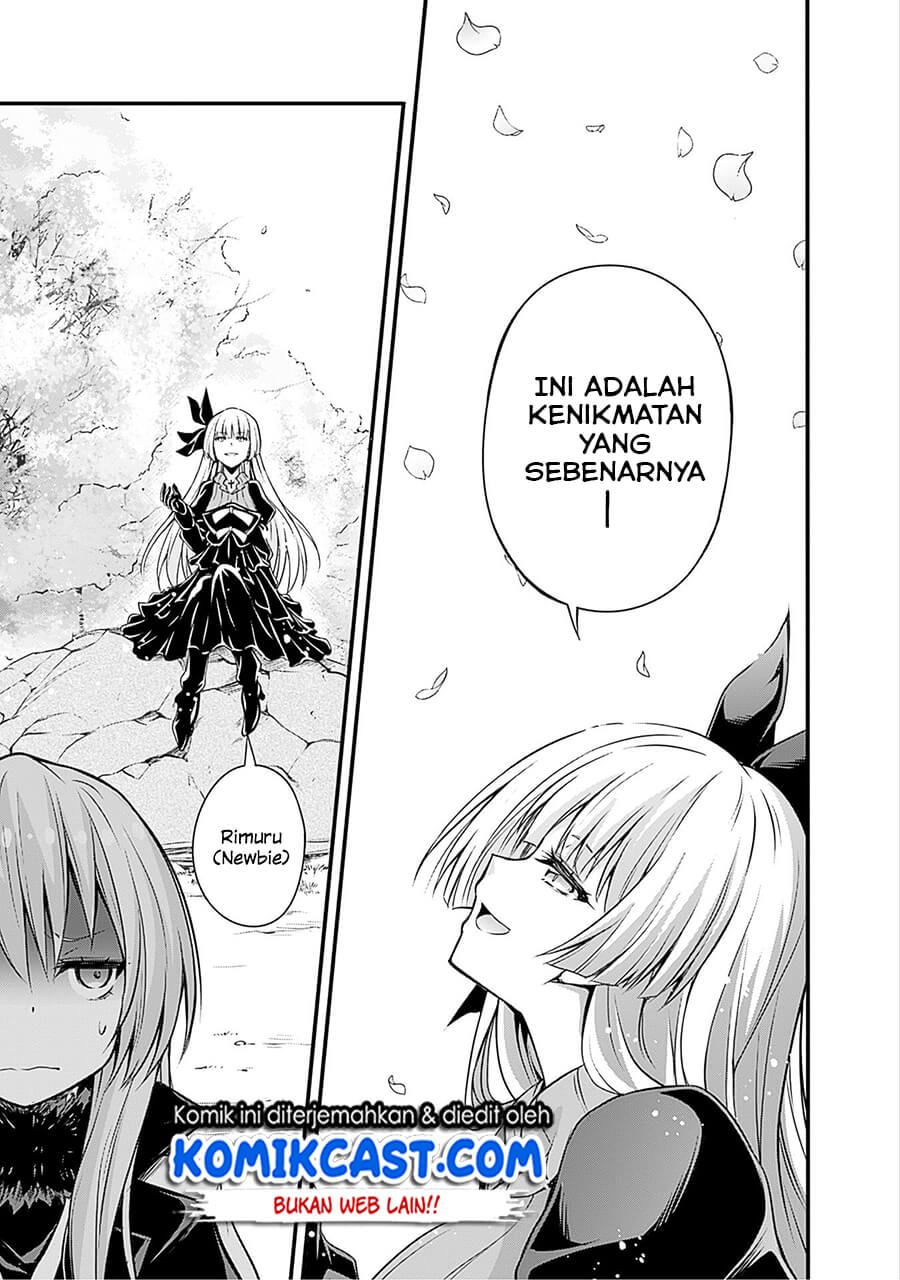 INI ADALAH
KENIKMATAN
YANG
SEBENARNYA
Rimuru
(Newbie)
Komik ini diterjemahkan & diedit oleh
KOMIKCAST.COM
BUKAN WEB LAIN!!